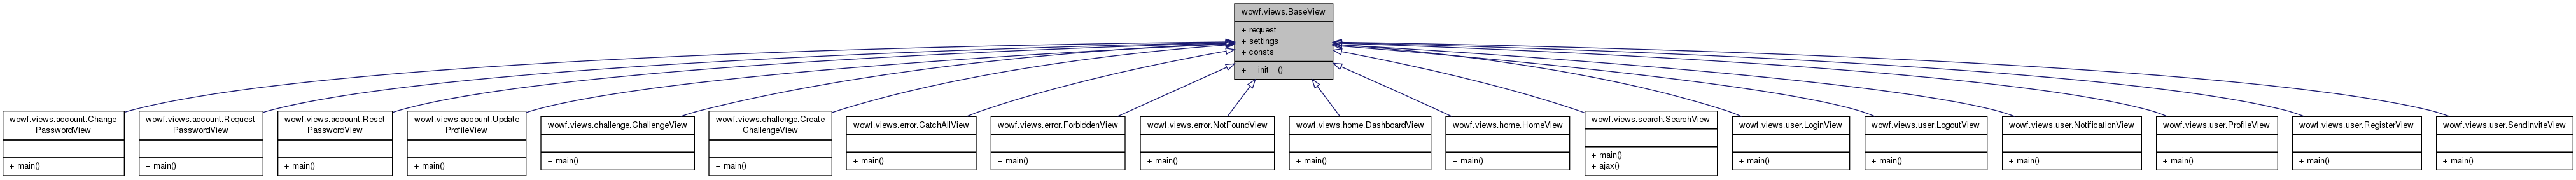 wowf.views.BaseView
+ request
+ settings
+ consts
+ __init__()
wowf.views.account.Change
PasswordView
+ main()
wowf.views.account.Request
PasswordView
+ main()
wowf.views.account.Reset
PasswordView
+ main()
wowf.views.account.Update
ProfileView
+ main()
wowf.views.challenge.ChallengeView
+ main()
wowf.views.challenge.Create
ChallengeView
+ main()
wowf.views.error.CatchAllView
+ main()
wowf.views.error.ForbiddenView
+ main()
wowf.views.error.NotFoundView
+ main()
wowf.views.home.DashboardView
+ main()
wowf.views.home.HomeView
+ main()
wowf.views.search.SearchView
+ main()
+ ajax()
wowf.views.user.LoginView
+ main()
wowf.views.user.LogoutView
+ main()
wowf.views.user.NotificationView
+ main()
wowf.views.user.ProfileView
+ main()
wowf.views.user.RegisterView
+ main()
wowf.views.user.SendInviteView
+ main()